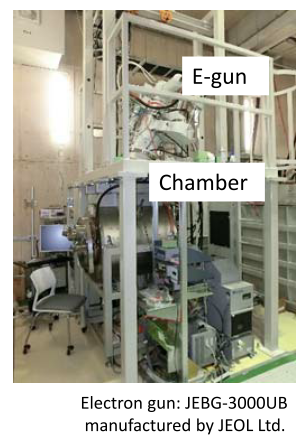 E-gun
Chamber
Electron gun: JEBG-3000UB
manufactured by JEOL Ltd.